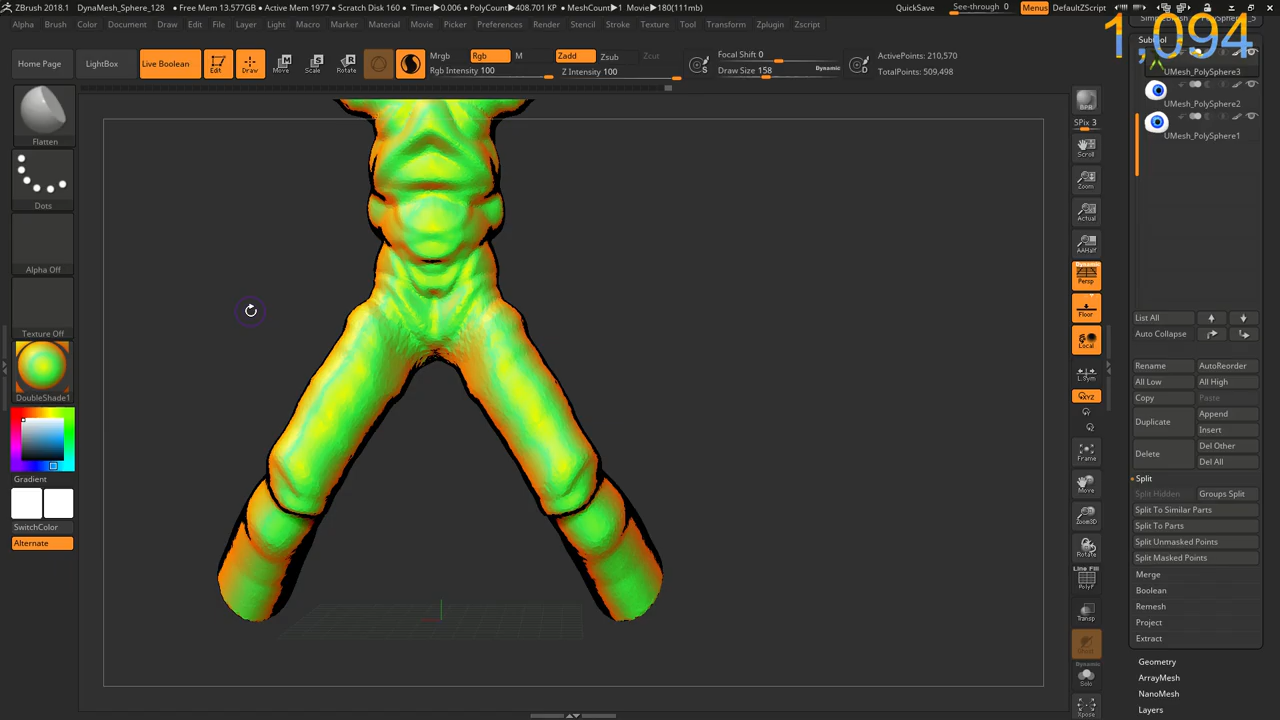 ZBrush 2018.1 DynaMesh_Sphere_128 • Free Mem 13.577GB • Active Mem 1977 • Scratch Disk 160 • Timer▶0.006 • PolyCount▶408.701 KP • MeshCount▶1 Movie▶180(111mb) QuickSave See-through 0 Menus DefaultZScript
Alpha Brush Color Document Draw Edit File Layer Light Macro Marker Material Movie Picker Preferences Render Stencil Stroke Texture Tool Transform Zplugin Zscript
1,094
Home Page LightBox Live Boolean Edit Draw Move Scale Rotate
Mrgb Rgb M Zadd Zsub Zcut
Rgb Intensity 100 Z Intensity 100
Focal Shift 0
Draw Size 158 Dynamic
S D
ActivePoints: 210,570
TotalPoints: 509,498
Flatten
Dots
Alpha Off
Texture Off
DoubleShade1
Gradient
SwitchColor
Alternate
BPR
SPix 3
Scroll
Zoom
Actual
AAHalf
Dynamic
Persp
Floor
Local
L.Sym
XYZ
Frame
Move
Zoom3D
Rotate
Line Fill
PolyF
Transp
Dynamic
Solo
Xpose
UMesh_PolySphere3
UMesh_PolySphere2
UMesh_PolySphere1
List All
Auto Collapse
Rename AutoReorder
All Low All High
Copy Paste
Duplicate Append
Insert
Delete Del Other
Del All
Split
Split Hidden Groups Split
Split To Similar Parts
Split To Parts
Split Unmasked Points
Split Masked Points
Merge
Boolean
Remesh
Project
Extract
Geometry
ArrayMesh
NanoMesh
Layers